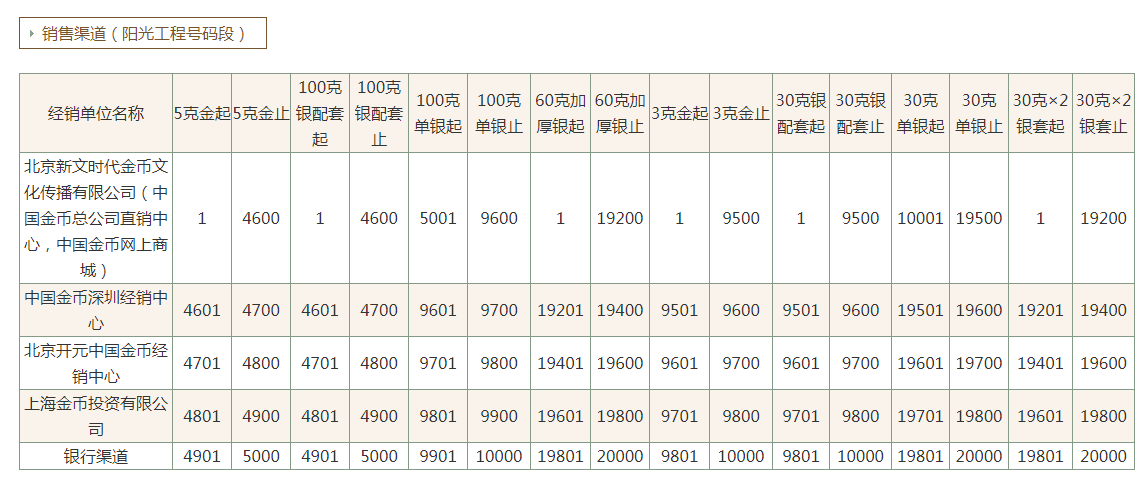 销售渠道（阳光工程号码段）
经销单位名称 5克金起 5克金止 100克银配套起 100克银配套止 100克单银起 100克单银止 60克加厚银起 60克加厚银止 3克金起 3克金止 30克银配套起 30克银配套止 30克单银起 30克单银止 30克×2银套起 30克×2银套止
北京新文时代金币文化传播有限公司（中国金币总公司直销中心，中国金币网上商城） 1 4600 1 4600 5001 9600 1 19200 1 9500 1 9500 10001 19500 1 19200
中国金币深圳经销中心 4601 4700 4601 4700 9601 9700 19201 19400 9501 9600 9501 9600 19501 19600 19201 19400
北京开元中国金币经销中心 4701 4800 4701 4800 9701 9800 19401 19600 9601 9700 9601 9700 19601 19700 19401 19600
上海金币投资有限公司 4801 4900 4801 4900 9801 9900 19601 19800 9701 9800 9701 9800 19701 19800 19601 19800
银行渠道 4901 5000 4901 5000 9901 10000 19801 20000 9801 10000 9801 10000 19801 20000 19801 20000